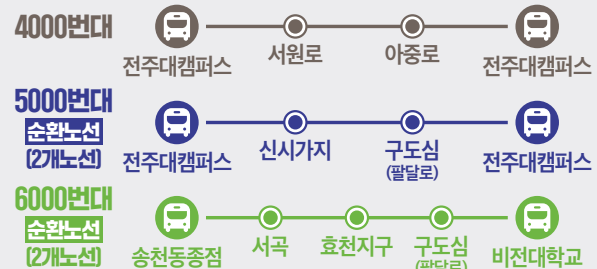 4000번대
전주대캠퍼스 서원로 아중로 전주대캠퍼스
5000번대
순환노선
(2개노선)
전주대캠퍼스 신시가지 구도심 전주대캠퍼스
(팔달로)
6000번대
순환노선
(2개노선)
송천동종점 서곡 효천지구 구도심 비전대학교
(팔달로)